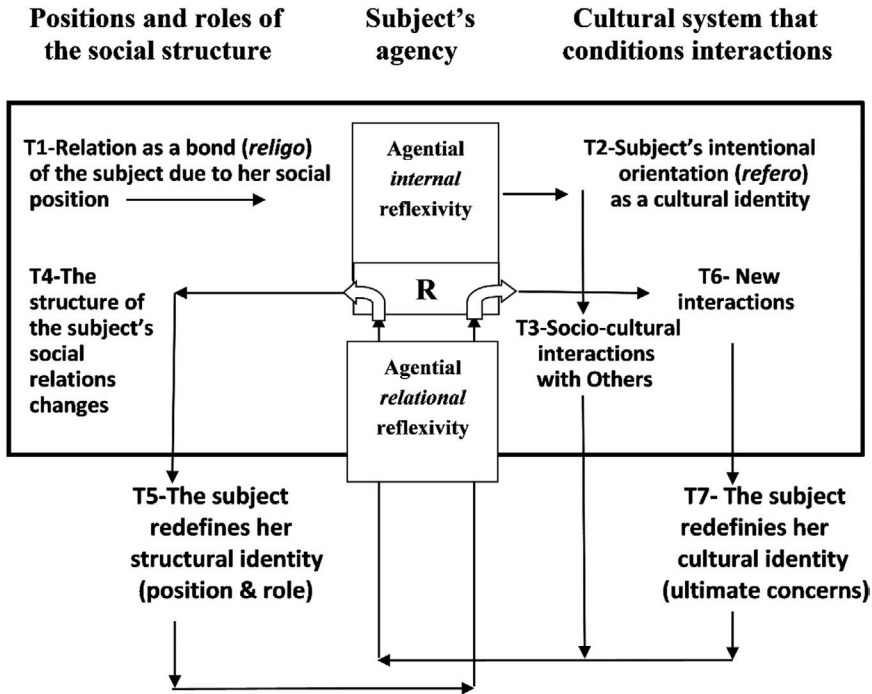 Positions and roles of
the social structure
Subject's
agency
Cultural system that
conditions interactions
T1-Relation as a bond (religo)
of the subject due to her social
position
Agential
internal
reflexivity
T2-Subject's intentional
orientation (refero)
as a cultural identity
T4-The
structure of
the subject's
social
relations
changes
R
T6- New
interactions
T3-Socio-cultural
interactions
with Others
Agential
relational
reflexivity
T5-The subject
redefines her
structural identity
(position & role)
T7- The subject
redefinies her
cultural identity
(ultimate concerns)